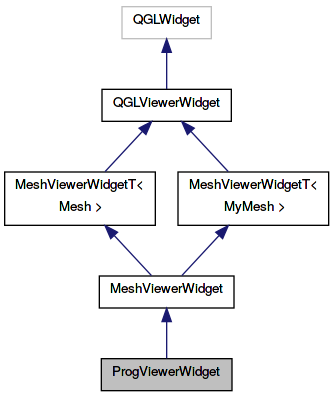 QGLWidget
QGLViewerWidget
MeshViewerWidgetT<
Mesh >
MeshViewerWidgetT<
MyMesh >
MeshViewerWidget
ProgViewerWidget